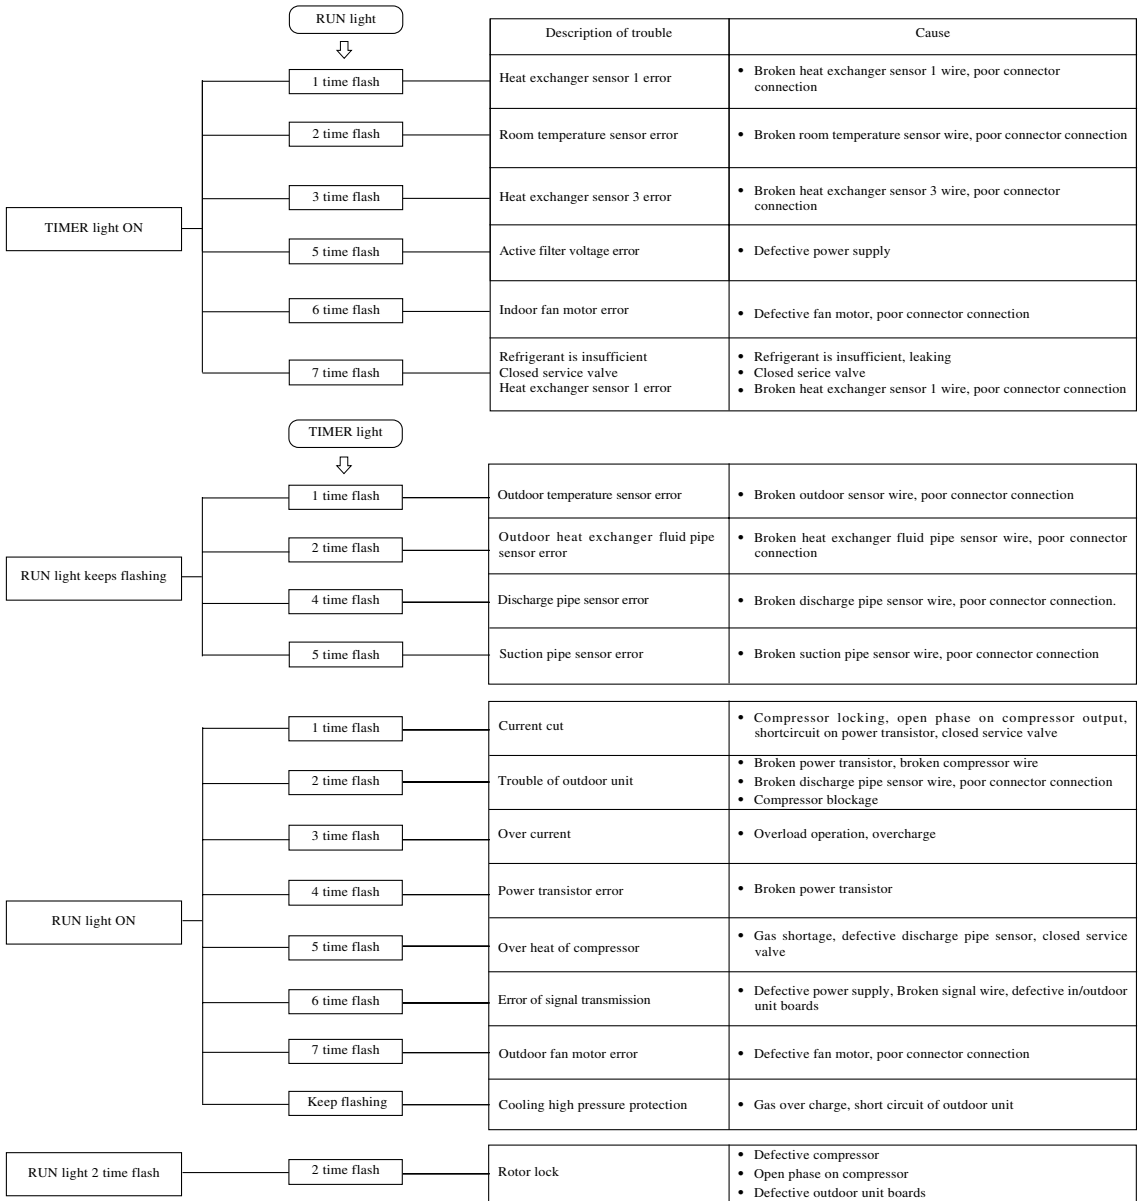 RUN light
Description of trouble
Cause
TIMER light ON
1 time flash
Heat exchanger sensor 1 error
• Broken heat exchanger sensor 1 wire, poor connector
connection
2 time flash
Room temperature sensor error
• Broken room temperature sensor wire, poor connector connection
3 time flash
Heat exchanger sensor 3 error
• Broken heat exchanger sensor 3 wire, poor connector
connection
5 time flash
Active filter voltage error
• Defective power supply
6 time flash
Indoor fan motor error
• Defective fan motor, poor connector connection
7 time flash
Refrigerant is insufficient
Closed service valve
Heat exchanger sensor 1 error
• Refrigerant is insufficient, leaking
• Closed serice valve
• Broken heat exchanger sensor 1 wire, poor connector connection
TIMER light
RUN light keeps flashing
1 time flash
Outdoor temperature sensor error
• Broken outdoor sensor wire, poor connector connection
2 time flash
Outdoor heat exchanger fluid pipe
sensor error
• Broken heat exchanger fluid pipe sensor wire, poor connector
connection
4 time flash
Discharge pipe sensor error
• Broken discharge pipe sensor wire, poor connector connection.
5 time flash
Suction pipe sensor error
• Broken suction pipe sensor wire, poor connector connection
RUN light ON
1 time flash
Current cut
• Compressor locking, open phase on compressor output,
shortcircuit on power transistor, closed service valve
2 time flash
Trouble of outdoor unit
• Broken power transistor, broken compressor wire
• Broken discharge pipe sensor wire, poor connector connection
• Compressor blockage
3 time flash
Over current
• Overload operation, overcharge
4 time flash
Power transistor error
• Broken power transistor
5 time flash
Over heat of compressor
• Gas shortage, defective discharge pipe sensor, closed service
valve
6 time flash
Error of signal transmission
• Defective power supply, Broken signal wire, defective in/outdoor
unit boards
7 time flash
Outdoor fan motor error
• Defective fan motor, poor connector connection
Keep flashing
Cooling high pressure protection
• Gas over charge, short circuit of outdoor unit
RUN light 2 time flash
2 time flash
Rotor lock
• Defective compressor
• Open phase on compressor
• Defective outdoor unit boards